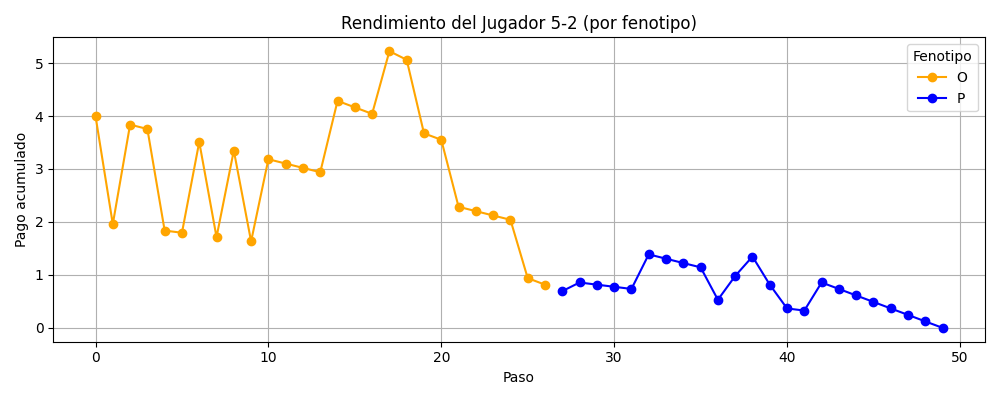 Rendimiento del Jugador 5-2 (por fenotipo)
Pago acumulado
5
4
3
2
1
0
0 10 20 30 40 50
Paso
Fenotipo
O
P